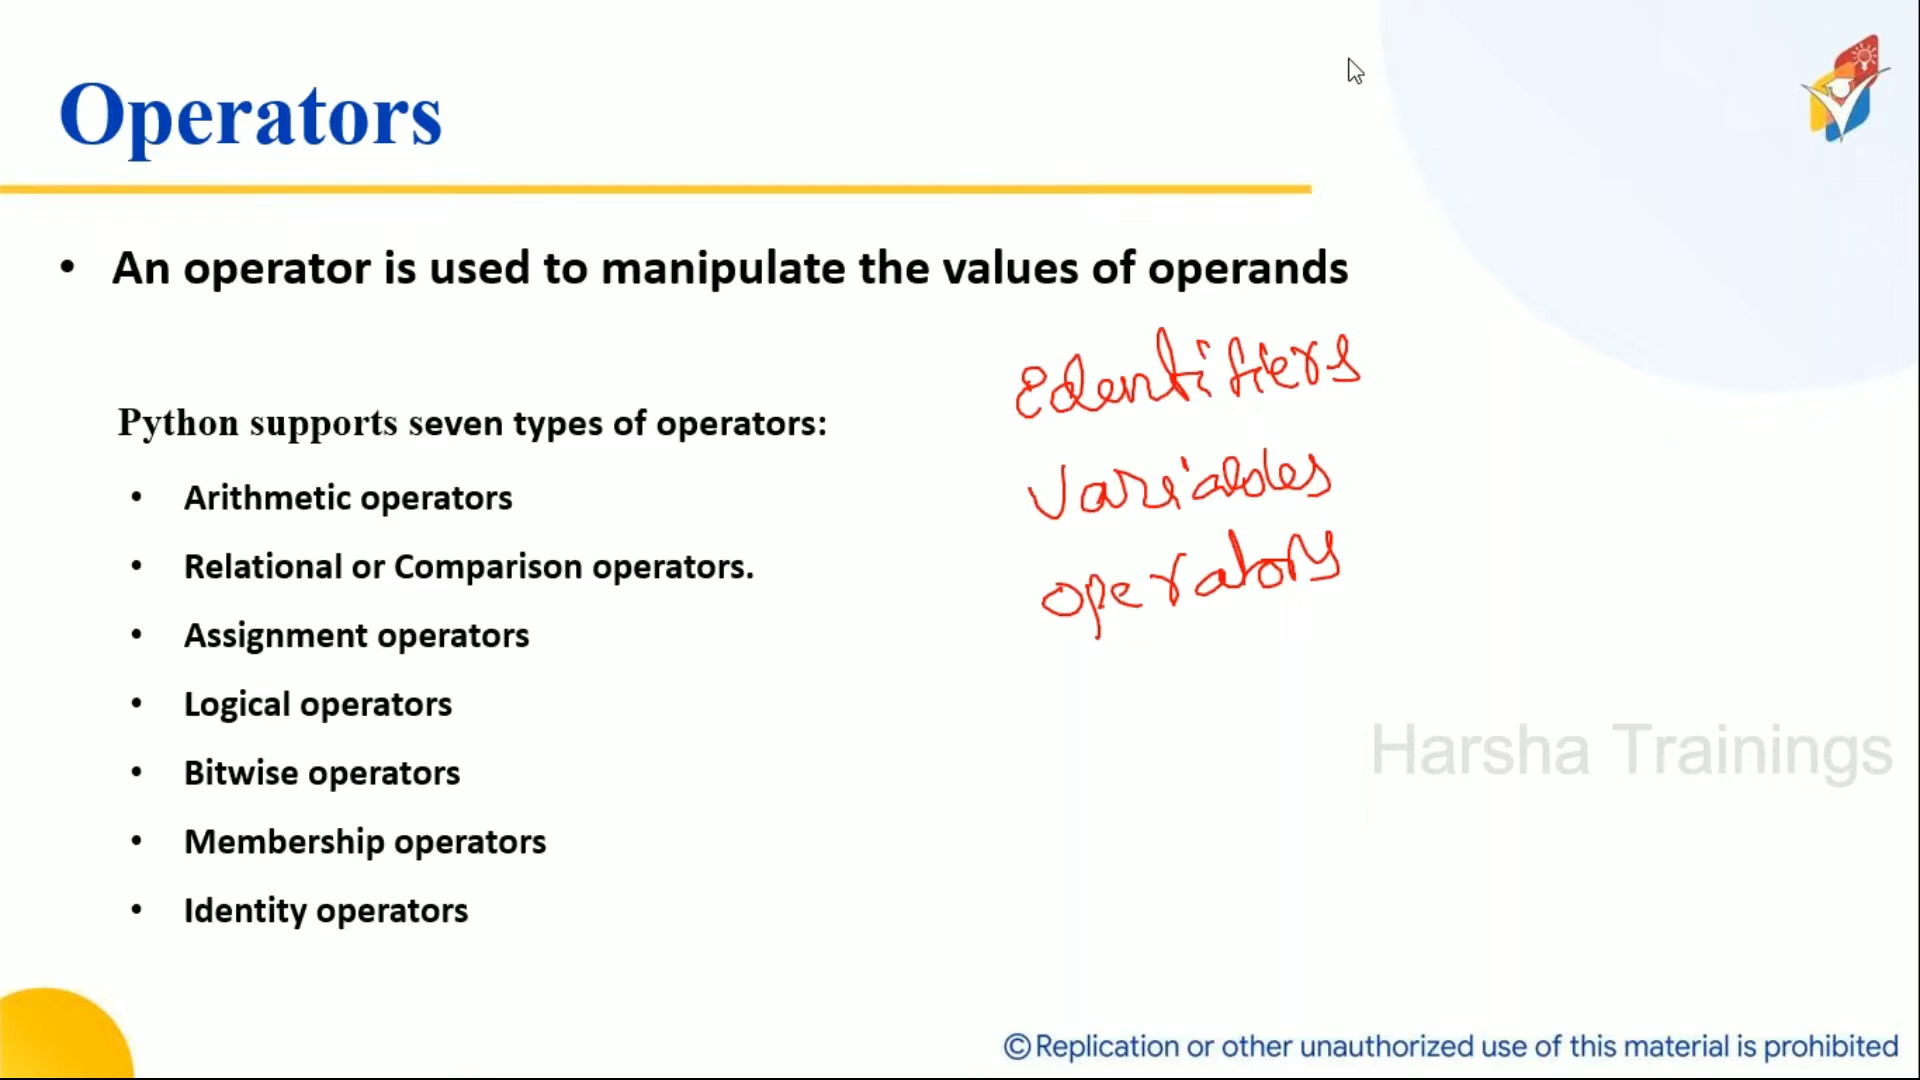 Operators
• An operator is used to manipulate the values of operands
Edentifiers
Python supports seven types of operators:
Variables
• Arithmetic operators
• Relational or Comparison operators.
operators
• Assignment operators
• Logical operators
Harsha Trainings
• Bitwise operators
• Membership operators
• Identity operators
©Replication or other unauthorized use of this material is prohibited